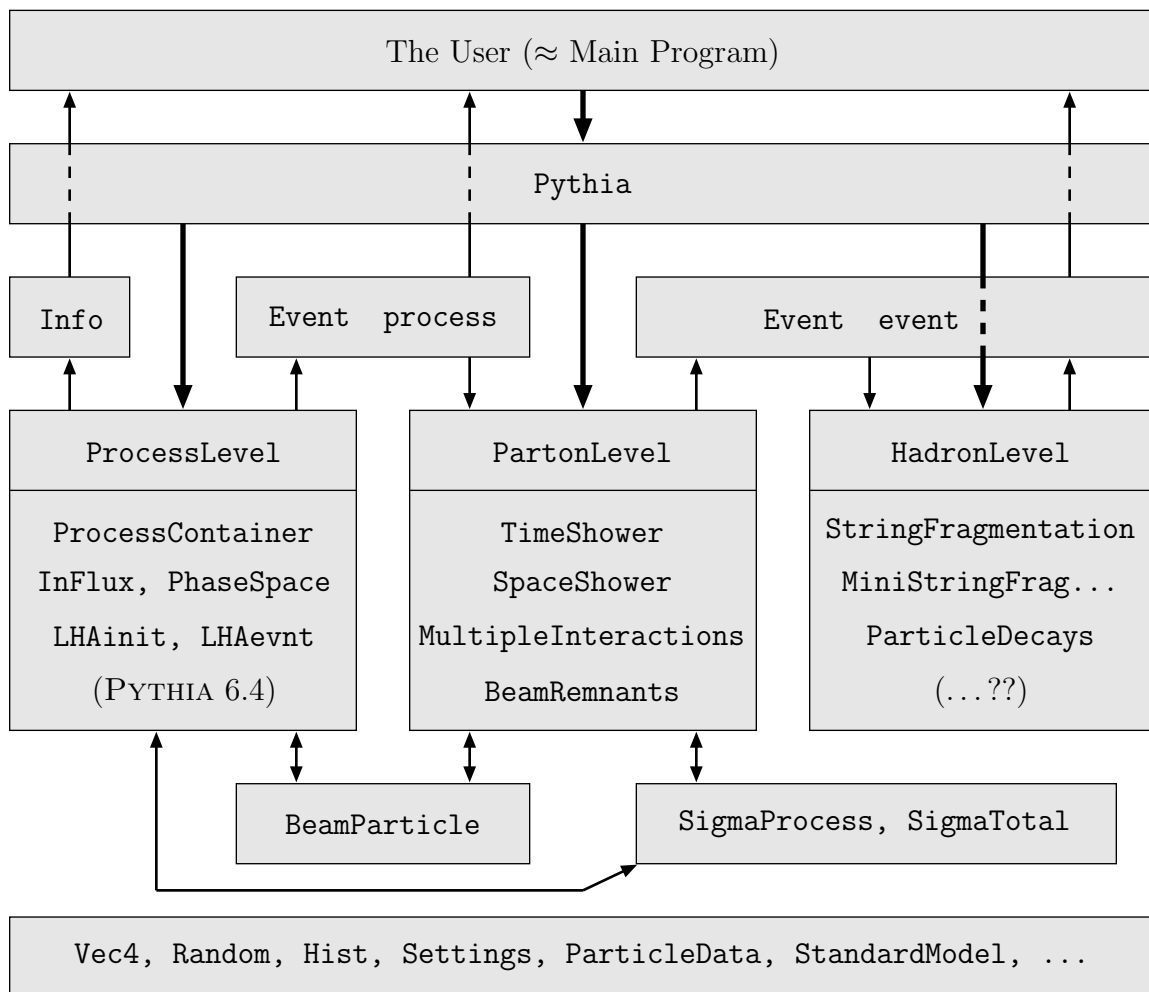 The User (≈ Main Program)
Pythia
Info
Event process
Event event
ProcessLevel
ProcessContainer
InFlux, PhaseSpace
LHAinit, LHAevnt
(PYTHIA 6.4)
PartonLevel
TimeShower
SpaceShower
MultipleInteractions
BeamRemnants
HadronLevel
StringFragmentation
MiniStringFrag...
ParticleDecays
(...??)
BeamParticle
SigmaProcess, SigmaTotal
Vec4, Random, Hist, Settings, ParticleData, StandardModel, ...